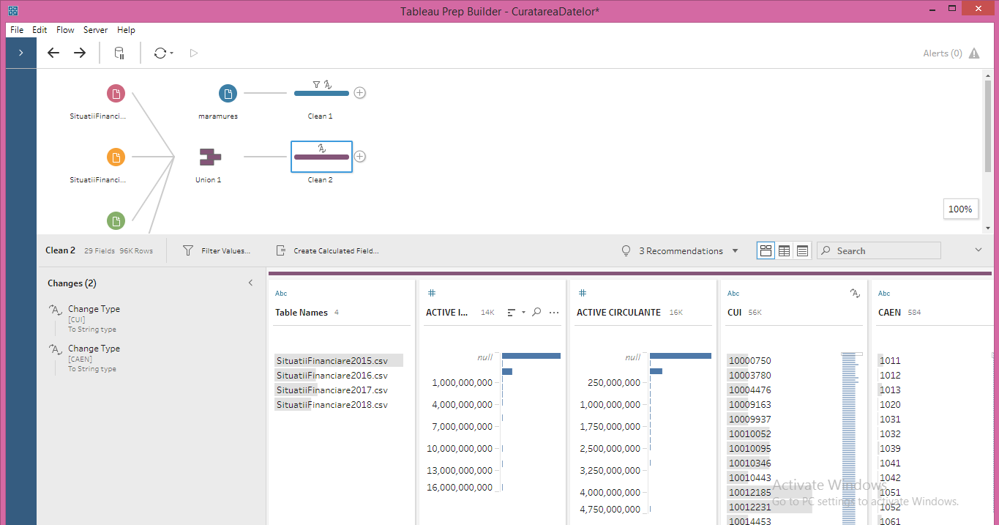 Tableau Prep Builder - CuratareaDatelor*
File Edit Flow Server Help
Alerts (0)
SituatiiFinanci...
maramures
Clean 1
SituatiiFinanci...
Union 1
Clean 2
100%
Clean 2 29 Fields 96K Rows Filter Values... Create Calculated Field... 3 Recommendations Search
Changes (2)
Change Type
[CUI]
To String type
Change Type
[CAEN]
To String type
Abc
Table Names 4
SituatiiFinanciare2015.csv
SituatiiFinanciare2016.csv
SituatiiFinanciare2017.csv
SituatiiFinanciare2018.csv
#
ACTIVE I... 14K
null
1,000,000,000
4,000,000,000
7,000,000,000
10,000,000,000
13,000,000,000
16,000,000,000
#
ACTIVE CIRCULANTE 16K
null
250,000,000
1,000,000,000
1,750,000,000
2,500,000,000
3,250,000,000
4,000,000,000
4,750,000,000
Abc
CUI 56K
10000750
10003780
10004476
10009163
10009937
10010052
10010095
10010346
10010443
10012185
10012231
10014453
Abc
CAEN 584
1011
1012
1013
1020
1031
1032
1039
1041
1042
1051
1052
1061
Activate Windows
Go to PC settings to activate Windows.